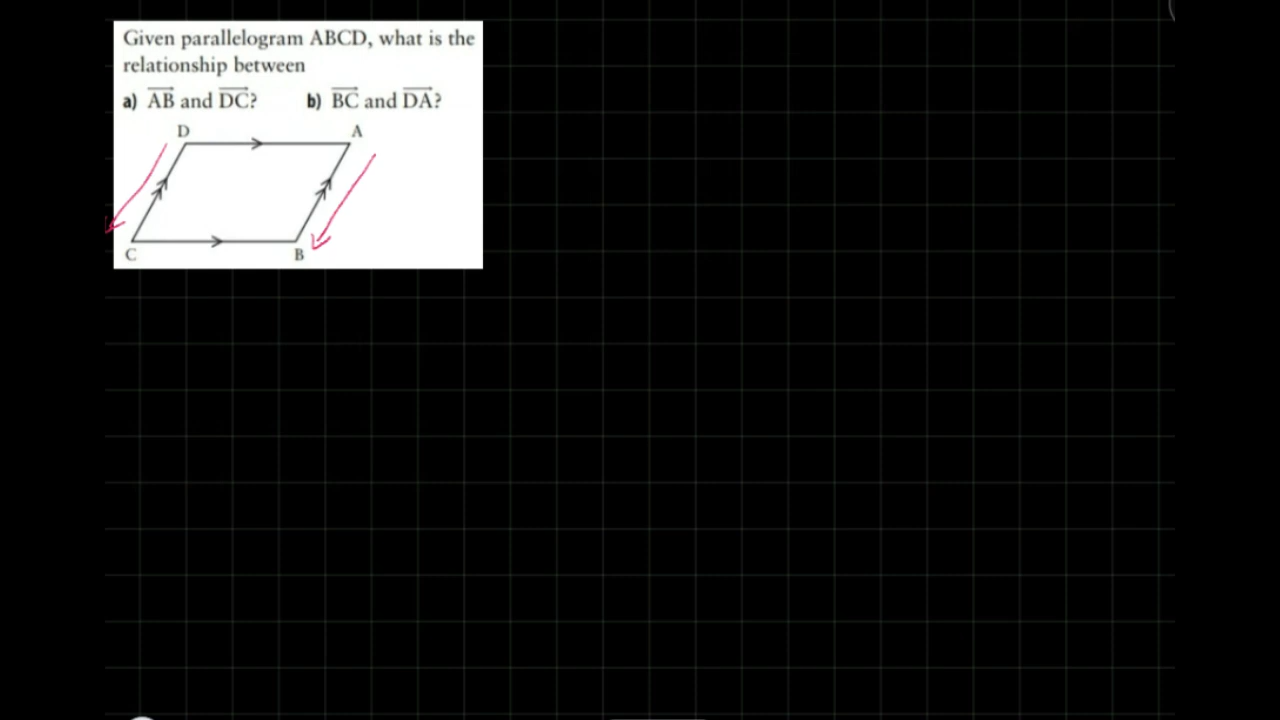 Given parallelogram ABCD, what is the
relationship between
a) AB and DC? b) BC and DA?
D A
C B